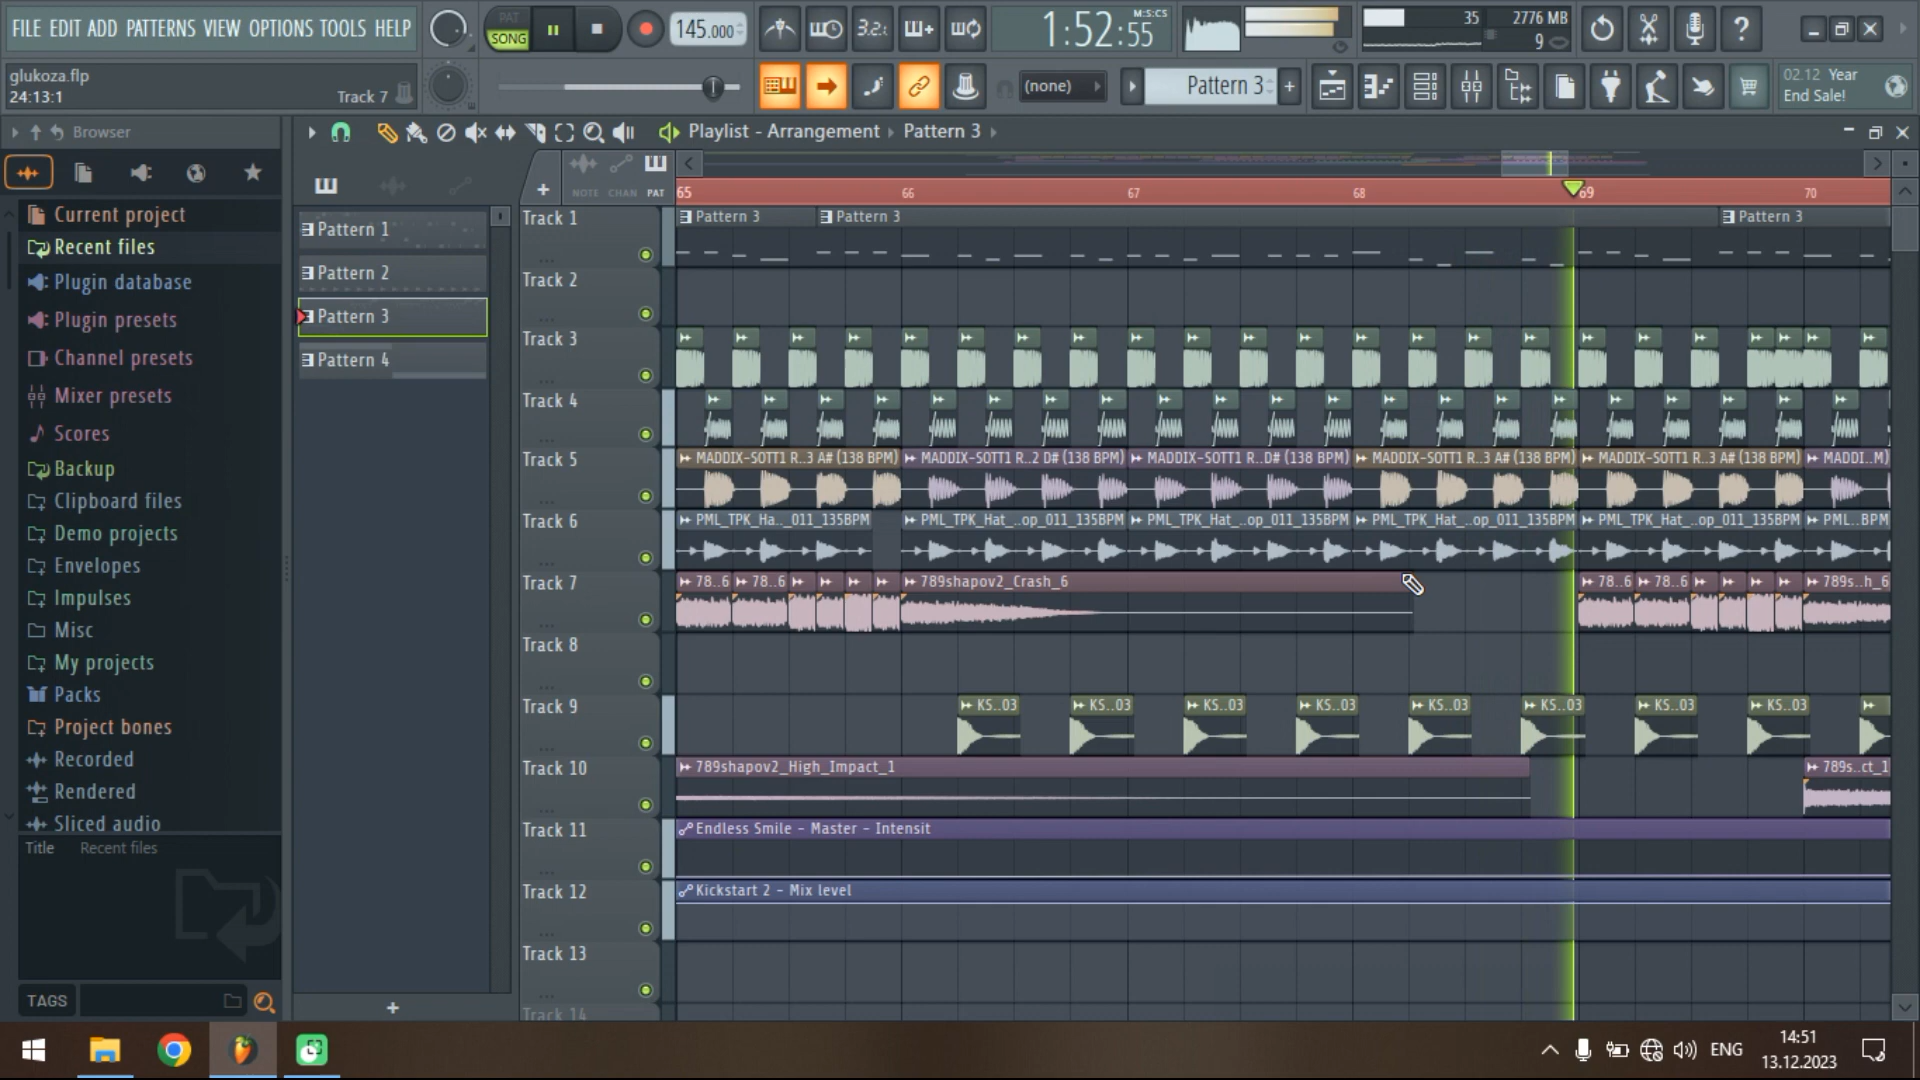 FILE EDIT ADD PATTERNS VIEW OPTIONS TOOLS HELP
PAT
SONG
145.000
3.2.
1:52:55
M:S:CS
35
2776 MB
9
glukoza.flp
24:13:1
Track 7
(none)
Pattern 3
02.12 Year
End Sale!
Browser
Playlist - Arrangement
Pattern 3
NOTE CHAN PAT
65
66
67
68
69
70
Current project
Recent files
Plugin database
Plugin presets
Channel presets
Mixer presets
Scores
Backup
Clipboard files
Demo projects
Envelopes
Impulses
Misc
My projects
Packs
Project bones
Recorded
Rendered
Sliced audio
Title
Recent files
TAGS
Pattern 1
Pattern 2
Pattern 3
Pattern 4
Track 1
Pattern 3
Pattern 3
Pattern 3
Track 2
Track 3
Track 4
Track 5
MADDIX-SOTT1 R..3 A# (138 BPM)
MADDIX-SOTT1 R..2 D# (138 BPM)
MADDIX-SOTT1 R..D# (138 BPM)
MADDIX-SOTT1 R..3 A# (138 BPM)
MADDIX-SOTT1 R..3 A# (138 BPM)
MADDI..M)
Track 6
PML_TPK_Ha.._011_135BPM
PML_TPK_Hat_..op_011_135BPM
PML_TPK_Hat_..op_011_135BPM
PML_TPK_Hat_..op_011_135BPM
PML_TPK_Hat_..op_011_135BPM
PML..BPM
Track 7
78..6
78..6
789shapov2_Crash_6
78..6
78..6
789s..h_6
Track 8
Track 9
KS..03
KS..03
KS..03
KS..03
KS..03
KS..03
KS..03
KS..03
Track 10
789shapov2_High_Impact_1
789s..ct_1
Track 11
Endless Smile - Master - Intensit
Track 12
Kickstart 2 - Mix level
Track 13
Track 14
ENG
14:51
13.12.2023